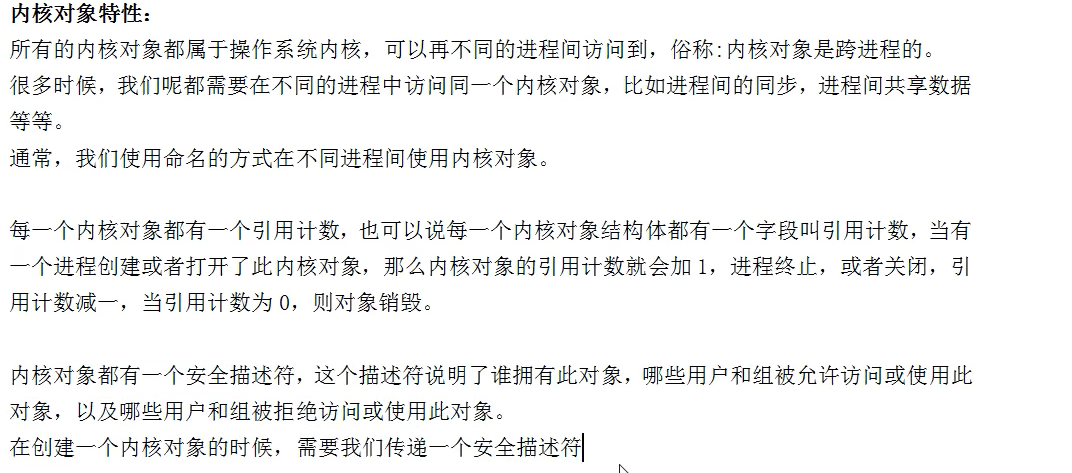 内核对象特性：
所有的内核对象都属于操作系统内核，可以再不同的进程间访问到，俗称:内核对象是跨进程的。
很多时候，我们呢都需要在不同的进程中访问同一个内核对象，比如进程间的同步，进程间共享数据
等等。
通常，我们使用命名的方式在不同进程间使用内核对象。
每一个内核对象都有一个引用计数，也可以说每一个内核对象结构体都有一个字段叫引用计数，当有
一个进程创建或者打开了此内核对象，那么内核对象的引用计数就会加1，进程终止，或者关闭，引
用计数减一，当引用计数为0，则对象销毁。
内核对象都有一个安全描述符，这个描述符说明了谁拥有此对象，哪些用户和组被允许访问或使用此
对象，以及哪些用户和组被拒绝访问或使用此对象。
在创建一个内核对象的时候，需要我们传递一个安全描述符